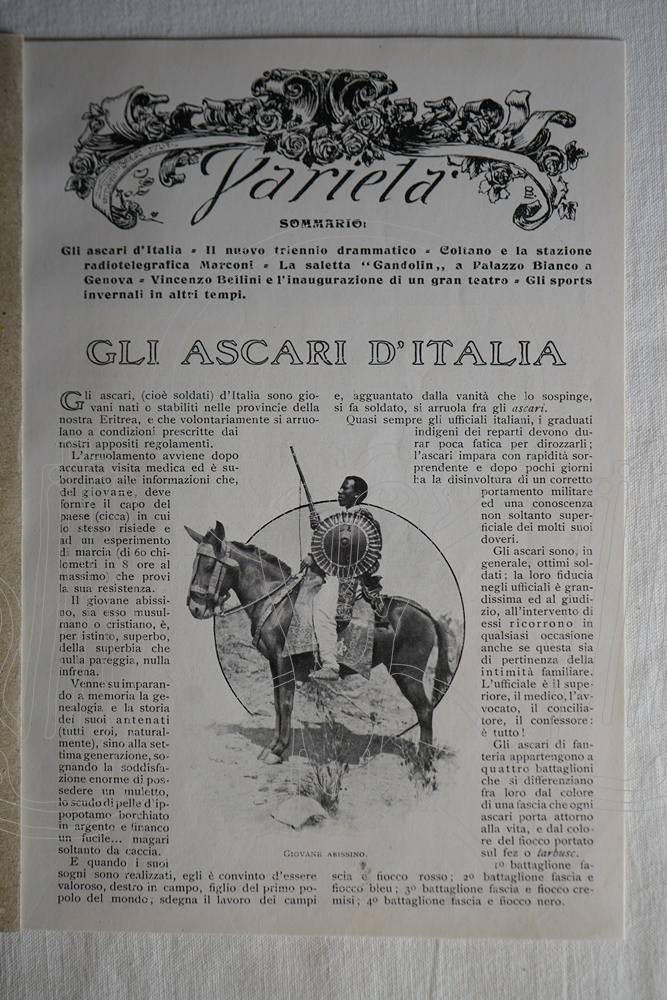 Varietà
SOMMARIO:
Gli ascari d'Italia - Il nuovo triennio drammatico - Coltano e la stazione
radiotelegrafica Marconi - La saletta “Gandolin„ a Palazzo Bianco a
Genova - Vincenzo Bellini e l'inaugurazione di un gran teatro - Gli sports
invernali in altri tempi.
GLI ASCARI D'ITALIA
Gli ascari, (cioè soldati) d'Italia sono gio-
vani nati o stabiliti nelle provincie della
nostra Eritrea, e che volontariamente si arruo-
lano a condizioni prescritte dai
nostri appositi regolamenti.
L'arruolamento avviene dopo
accurata visita medica ed è su-
bordinato alle informazioni che,
del giovane, deve
fornire il capo del
paese (cicca) in cui
lo stesso risiede e
ad un esperimento
di marcia (di 60 chi-
lometri in 8 ore al
massimo) che provi
la sua resistenza.
Il giovane abissi-
no, sia esso musul-
mano o cristiano, è,
per istinto, superbo,
della superbia che
nulla pareggia, nulla
infrena.
Venne su imparan-
do a memoria la ge-
nealogia e la storia
dei suoi antenati
(tutti eroi, natural-
mente), sino alla set-
tima generazione, so-
gnando la soddisfa-
zione enorme di pos-
sedere un muletto,
lo scudo di pelle d'ip-
popotamo borchiato
in argento e financo
un fucile... magari
soltanto da caccia.
E quando i suoi
sogni sono realizzati, egli è convinto d'essere
valoroso, destro in campo, figlio del primo po-
polo del mondo, sdegna il lavoro dei campi
e, agguantato dalla vanità che lo sospinge,
si fa soldato, si arruola fra gli ascari.
Quasi sempre gli ufficiali italiani, i graduati
indigeni dei reparti devono du-
rar poca fatica per dirozzarli;
l'ascari impara con rapidità sor-
prendente e dopo pochi giorni
ha la disinvoltura di un corretto
portamento militare
ed una conoscenza
non soltanto super-
ficiale dei molti suoi
doveri.
Gli ascari sono, in
generale, ottimi sol-
dati; la loro fiducia
negli ufficiali è gran-
dissima ed al giudi-
zio, all'intervento di
essi ricorrono in
qualsiasi occasione
anche se questa sia
di pertinenza della
intimità familiare.
L'ufficiale è il supe-
riore, il medico, l'av-
vocato, il concilia-
tore, il confessore:
è tutto!
Gli ascari di fan-
teria appartengono a
quattro battaglioni
che si differenziano
fra loro dal colore
di una fascia che ogni
ascari porta attorno
alla vita, e dal colo-
re del fiocco portato
sul fez o tarbusc.
1º battaglione fa-
scia e fiocco rosso; 2º battaglione fascia e
fiocco bleu; 3º battaglione fascia e fiocco cre-
misi; 4º battaglione fascia e fiocco nero.
GIOVANE ABISSINO.